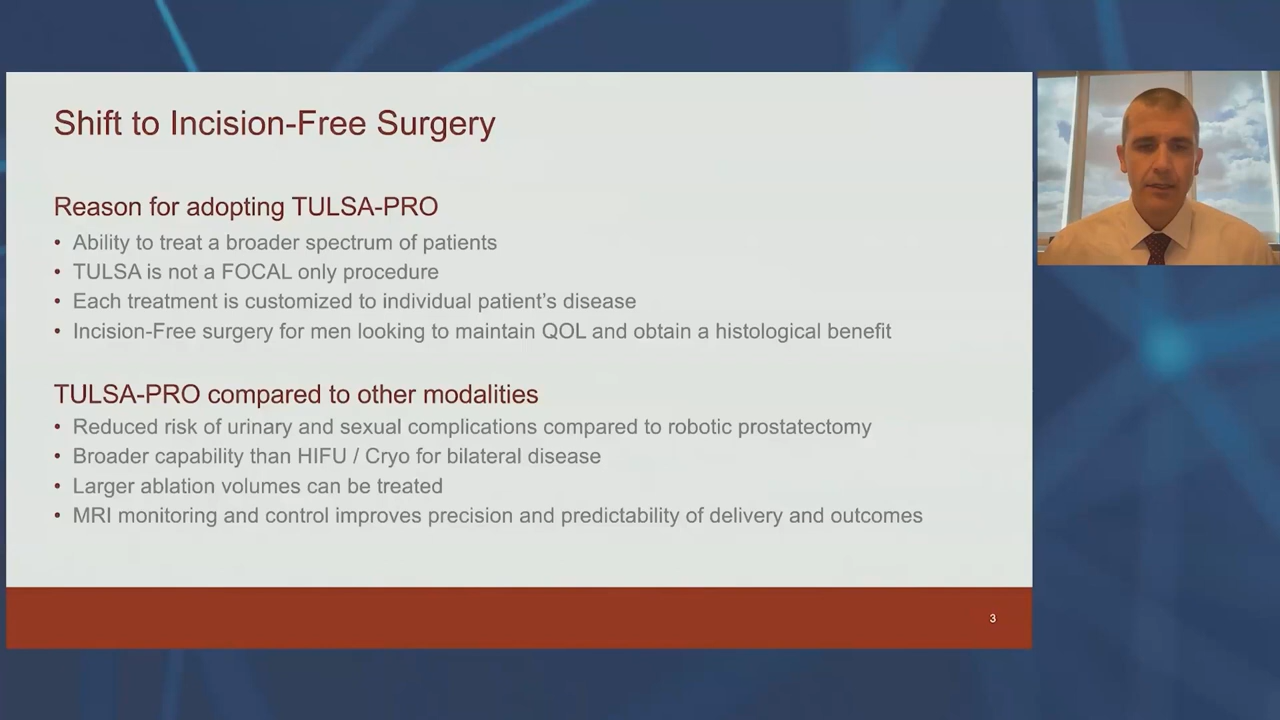 Shift to Incision-Free Surgery
Reason for adopting TULSA-PRO
• Ability to treat a broader spectrum of patients
• TULSA is not a FOCAL only procedure
• Each treatment is customized to individual patient's disease
• Incision-Free surgery for men looking to maintain QOL and obtain a histological benefit
TULSA-PRO compared to other modalities
• Reduced risk of urinary and sexual complications compared to robotic prostatectomy
• Broader capability than HIFU / Cryo for bilateral disease
• Larger ablation volumes can be treated
• MRI monitoring and control improves precision and predictability of delivery and outcomes
3